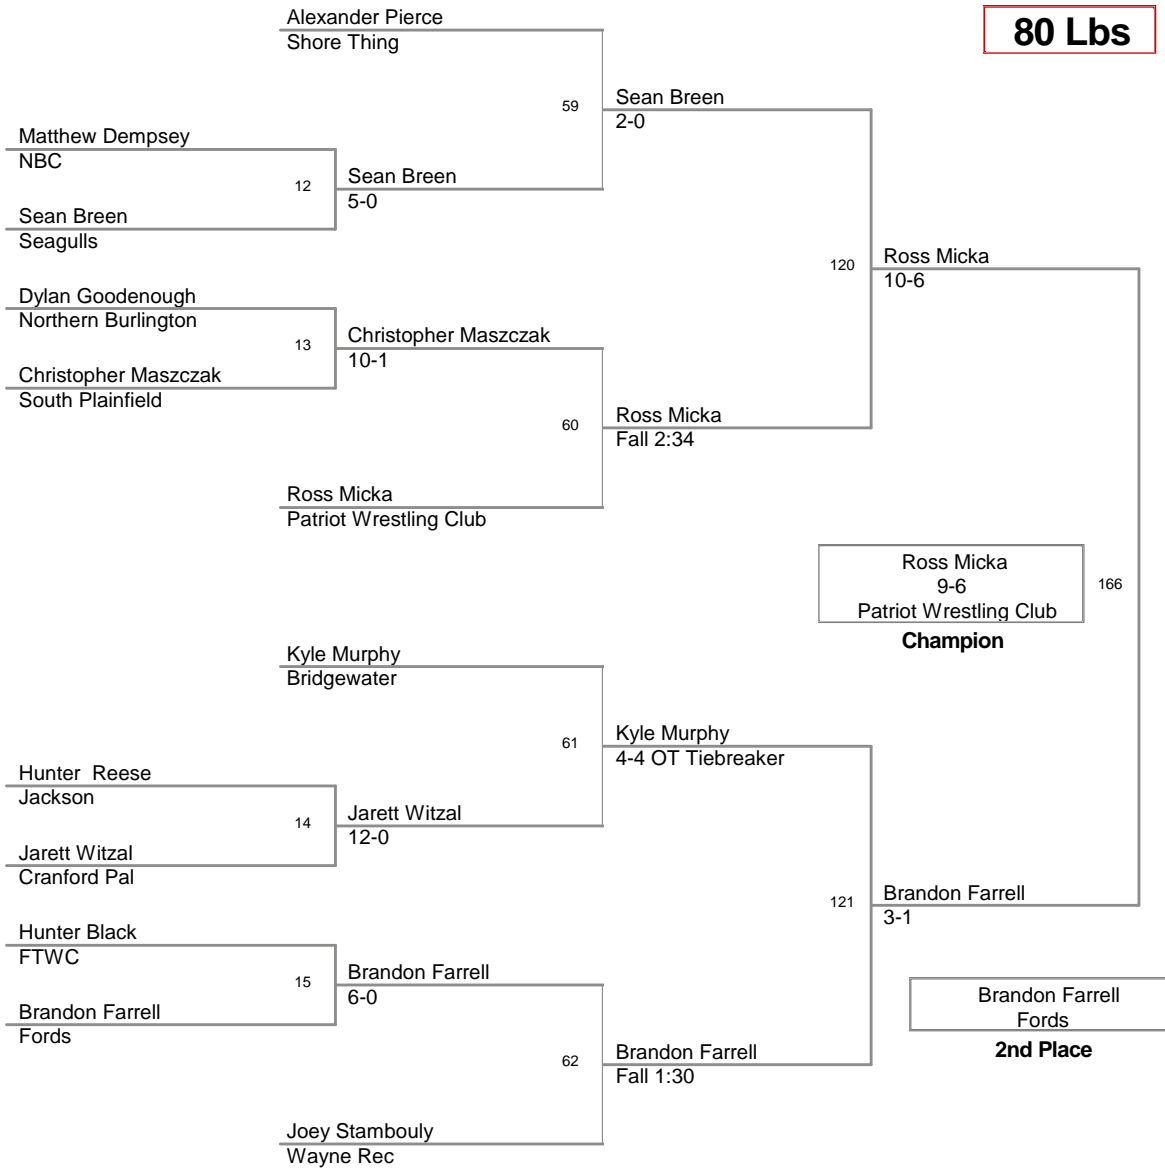 Alexander Pierce
Shore Thing
80 Lbs
59
Sean Breen
2-0
Matthew Dempsey
NBC
12
Sean Breen
5-0
Sean Breen
Seagulls
120
Ross Micka
10-6
Dylan Goodenough
Northern Burlington
13
Christopher Maszczak
10-1
Christopher Maszczak
South Plainfield
60
Ross Micka
Fall 2:34
Ross Micka
Patriot Wrestling Club
Ross Micka
9-6
Patriot Wrestling Club
166
Champion
Kyle Murphy
Bridgewater
61
Kyle Murphy
4-4 OT Tiebreaker
Hunter  Reese
Jackson
14
Jarett Witzal
12-0
Jarett Witzal
Cranford Pal
121
Brandon Farrell
3-1
Hunter Black
FTWC
15
Brandon Farrell
6-0
Brandon Farrell
Fords
Brandon Farrell
Fords
2nd Place
62
Brandon Farrell
Fall 1:30
Joey Stambouly
Wayne Rec